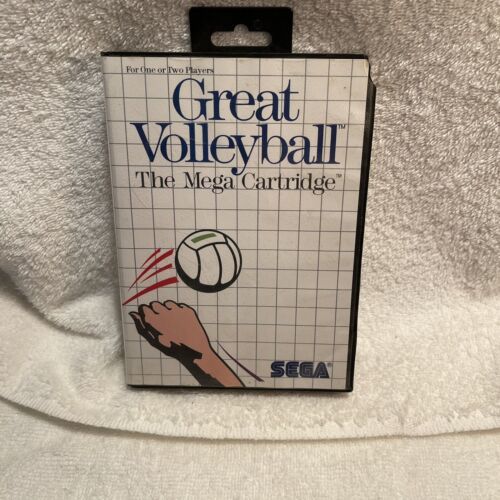 For One or Two Players
Great
Volleyball™
The Mega Cartridge™
SEGA